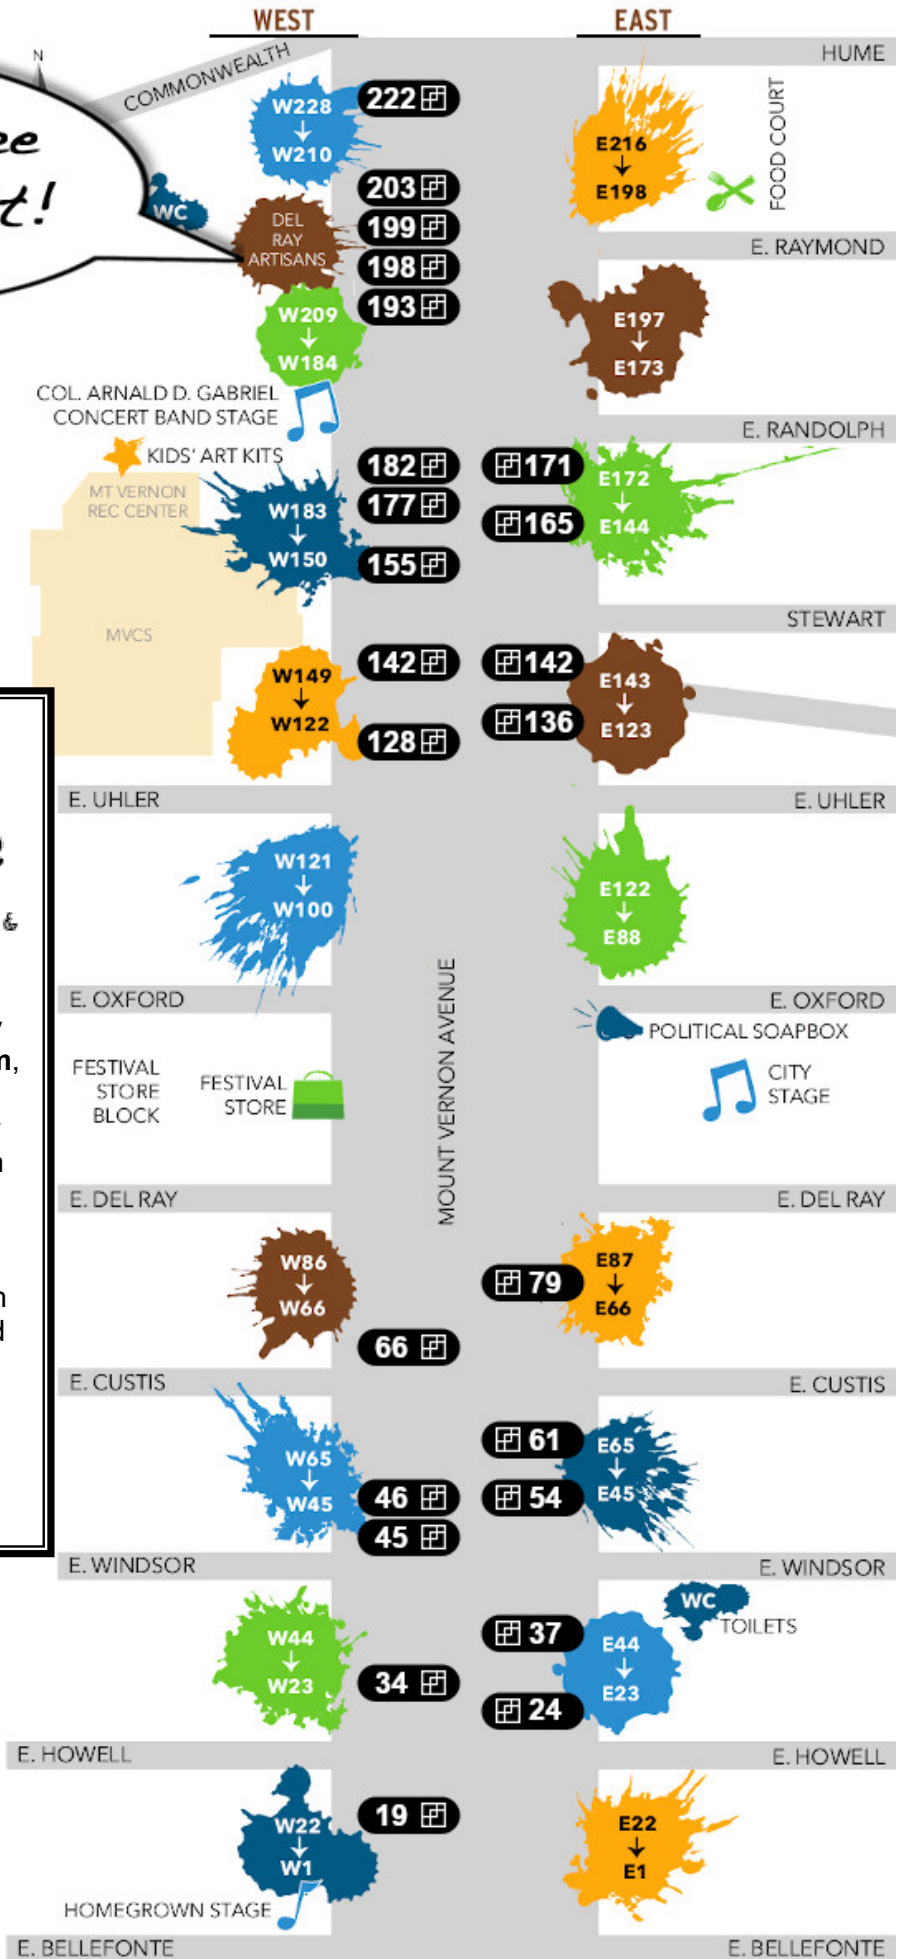 WEST
EAST
N
COMMONWEALTH
HUME
W228
W210
222
E216
E198
FOOD COURT
t!
WC
203
DEL
RAY
ARTISANS
199
198
193
E. RAYMOND
W209
W184
E197
E173
COL. ARNALD D. GABRIEL
CONCERT BAND STAGE
E. RANDOLPH
KIDS' ART KITS
MT VERNON
REC CENTER
182
177
155
171
165
W183
W150
E172
E144
MVCS
STEWART
W149
W122
142
128
142
136
E143
E123
E. UHLER
E. UHLER
W121
W100
E122
E88
&
E. OXFORD
E. OXFORD
MOUNT VERNON AVENUE
POLITICAL SOAPBOX
FESTIVAL
STORE
BLOCK
FESTIVAL
STORE
CITY
STAGE
E. DEL RAY
E. DEL RAY
W86
W66
79
E87
E66
66
E. CUSTIS
E. CUSTIS
W65
W45
46
45
61
54
E65
E45
E. WINDSOR
E. WINDSOR
WC
TOILETS
W44
W23
34
37
24
E44
E23
E. HOWELL
E. HOWELL
W22
W1
19
E22
E1
HOMEGROWN STAGE
E. BELLEFONTE
E. BELLEFONTE